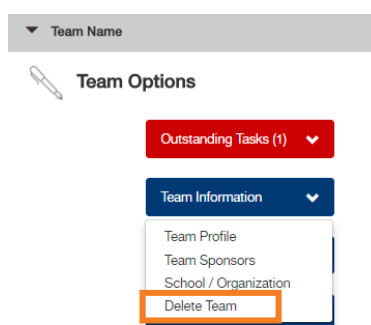 Team Name
Team Options
Outstanding Tasks (1)
Team Information
Team Profile
Team Sponsors
School / Organization
Delete Team